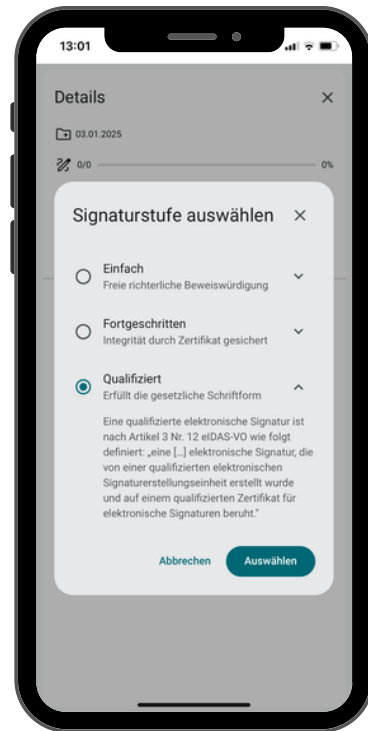 13:01
Details
03.01.2025
0/0
0%
Signaturstufe auswählen
Einfach
Freie richterliche Beweiswürdigung
Fortgeschritten
Integrität durch Zertifikat gesichert
Qualifiziert
Erfüllt die gesetzliche Schriftform
Eine qualifizierte elektronische Signatur ist
nach Artikel 3 Nr. 12 eIDAS-VO wie folgt
definiert: „eine [...] elektronische Signatur, die
von einer qualifizierten elektronischen
Signaturerstellungseinheit erstellt wurde
und auf einem qualifizierten Zertifikat für
elektronische Signaturen beruht."
Abbrechen
Auswählen